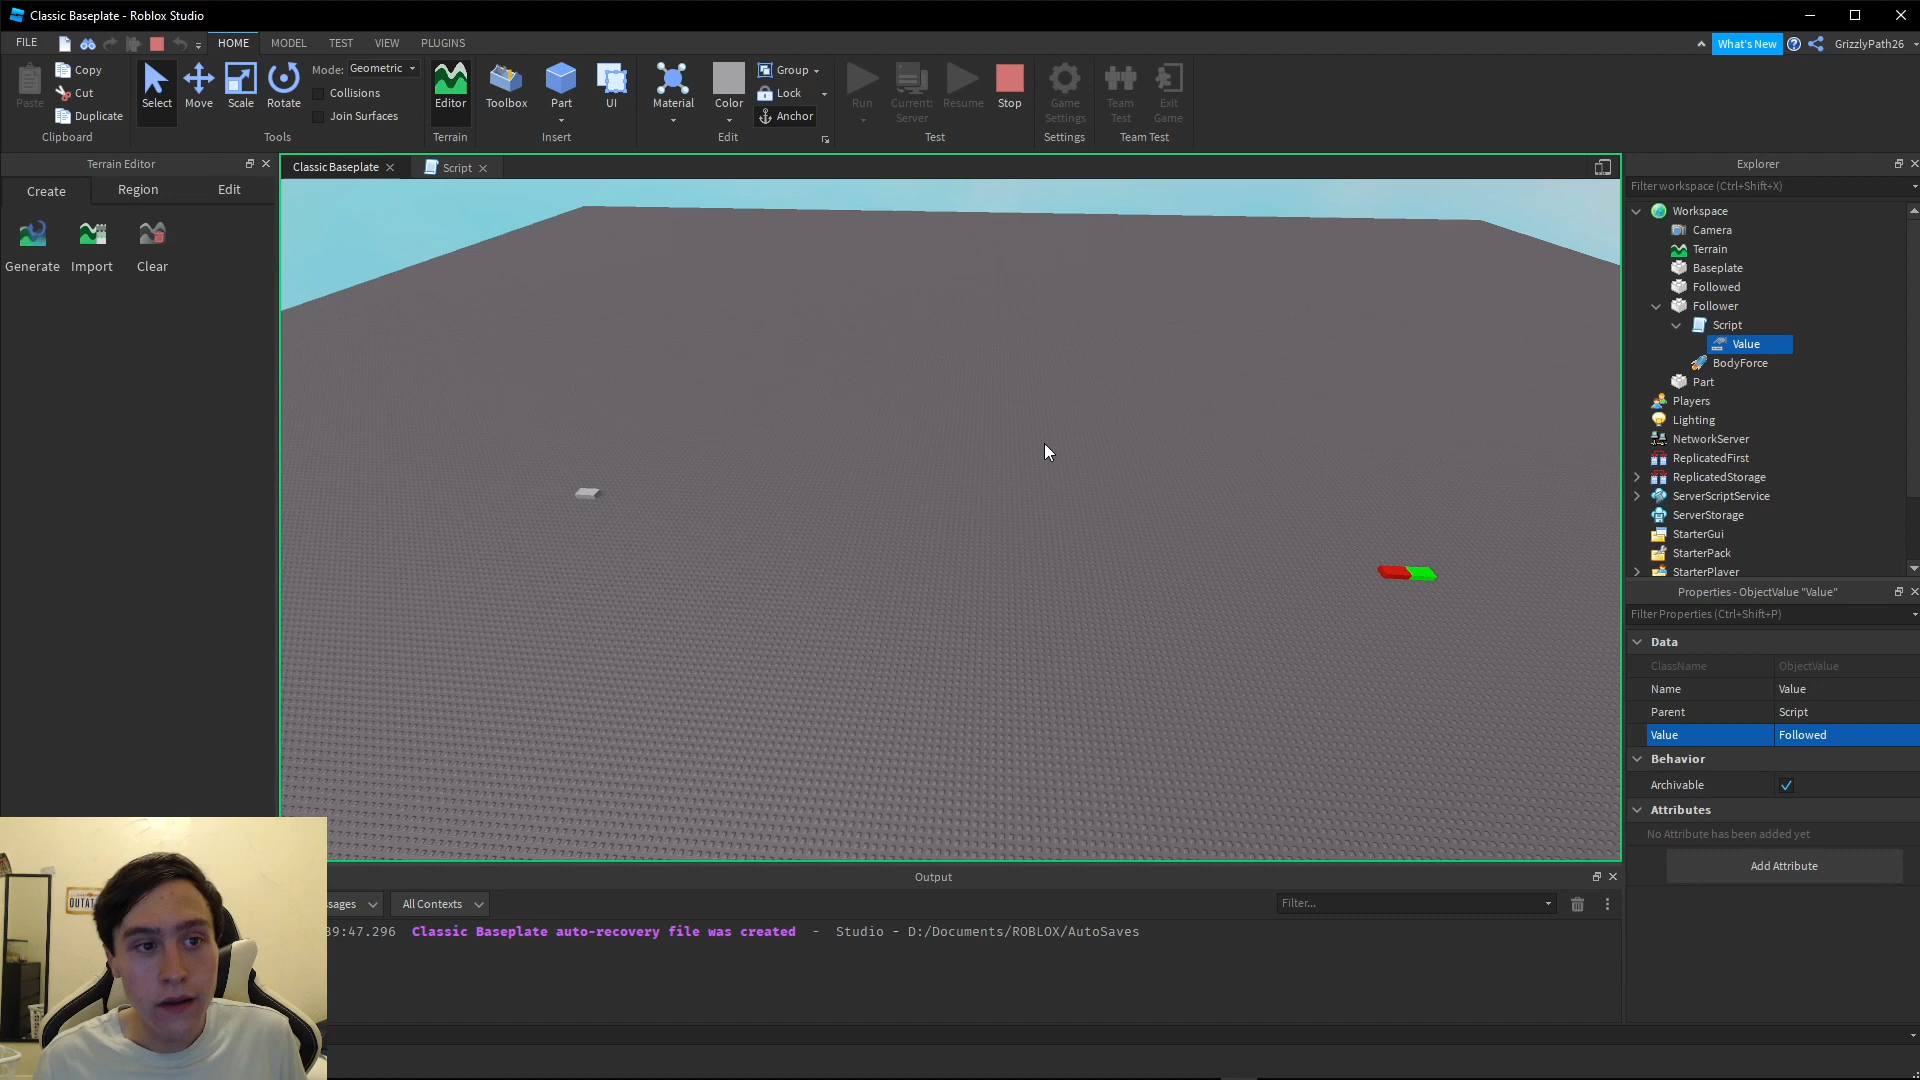 Classic Baseplate - Roblox Studio
FILE
HOME
MODEL
TEST
VIEW
PLUGINS
What's New
GrizzlyPath26
Paste
Copy
Cut
Duplicate
Clipboard
Select
Move
Scale
Rotate
Mode: Geometric
Collisions
Join Surfaces
Tools
Editor
Terrain
Toolbox
Part
UI
Insert
Material
Color
Group
Lock
Anchor
Edit
Run
Current:
Server
Resume
Stop
Test
Game
Settings
Settings
Team
Test
Exit
Game
Team Test
Terrain Editor
Create
Region
Edit
Generate
Import
Clear
Classic Baseplate
Script
Explorer
Filter workspace (Ctrl+Shift+X)
Workspace
Camera
Terrain
Baseplate
Followed
Follower
Script
Value
BodyForce
Part
Players
Lighting
NetworkServer
ReplicatedFirst
ReplicatedStorage
ServerScriptService
ServerStorage
StarterGui
StarterPack
StarterPlayer
Properties - ObjectValue "Value"
Filter Properties (Ctrl+Shift+P)
Data
ClassName ObjectValue
Name Value
Parent Script
Value Followed
Behavior
Archivable
Attributes
No Attribute has been added yet
Add Attribute
Output
sages
All Contexts
Filter...
39:47.296 Classic Baseplate auto-recovery file was created - Studio - D:/Documents/ROBLOX/AutoSaves
OUTAT